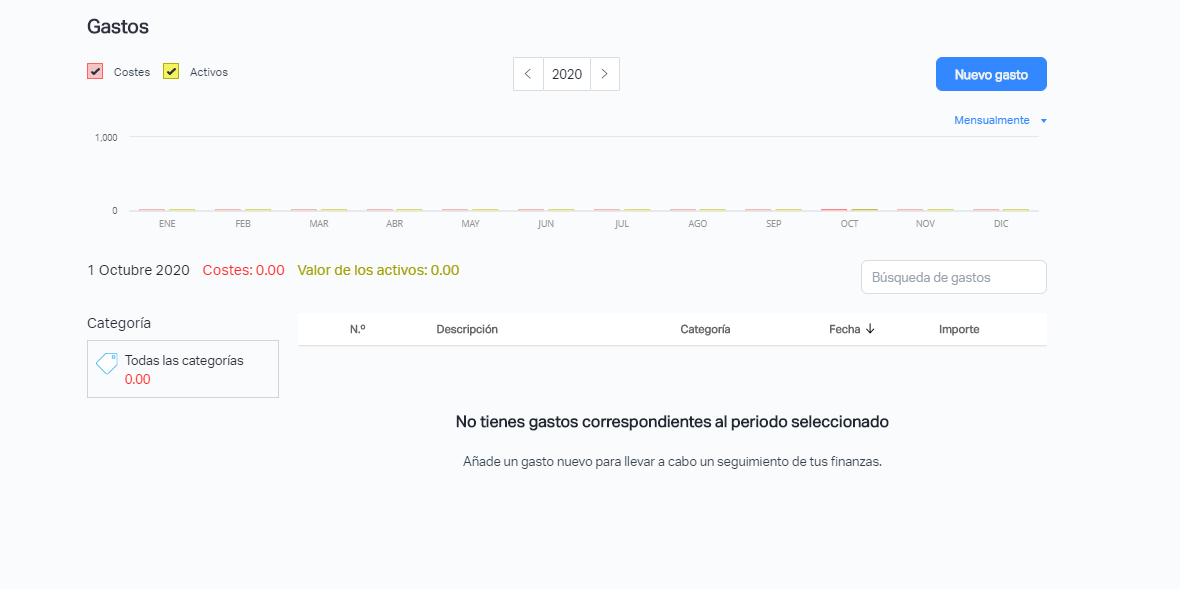 Gastos
Costes Activos < 2020 > Nuevo gasto
Mensualmente
1,000
0
ENE FEB MAR ABR MAY JUN JUL AGO SEP OCT NOV DIC
1 Octubre 2020 Costes: 0.00 Valor de los activos: 0.00 Búsqueda de gastos
Categoría
N.º Descripción Categoría Fecha ↓ Importe
Todas las categorías
0.00
No tienes gastos correspondientes al periodo seleccionado
Añade un gasto nuevo para llevar a cabo un seguimiento de tus finanzas.